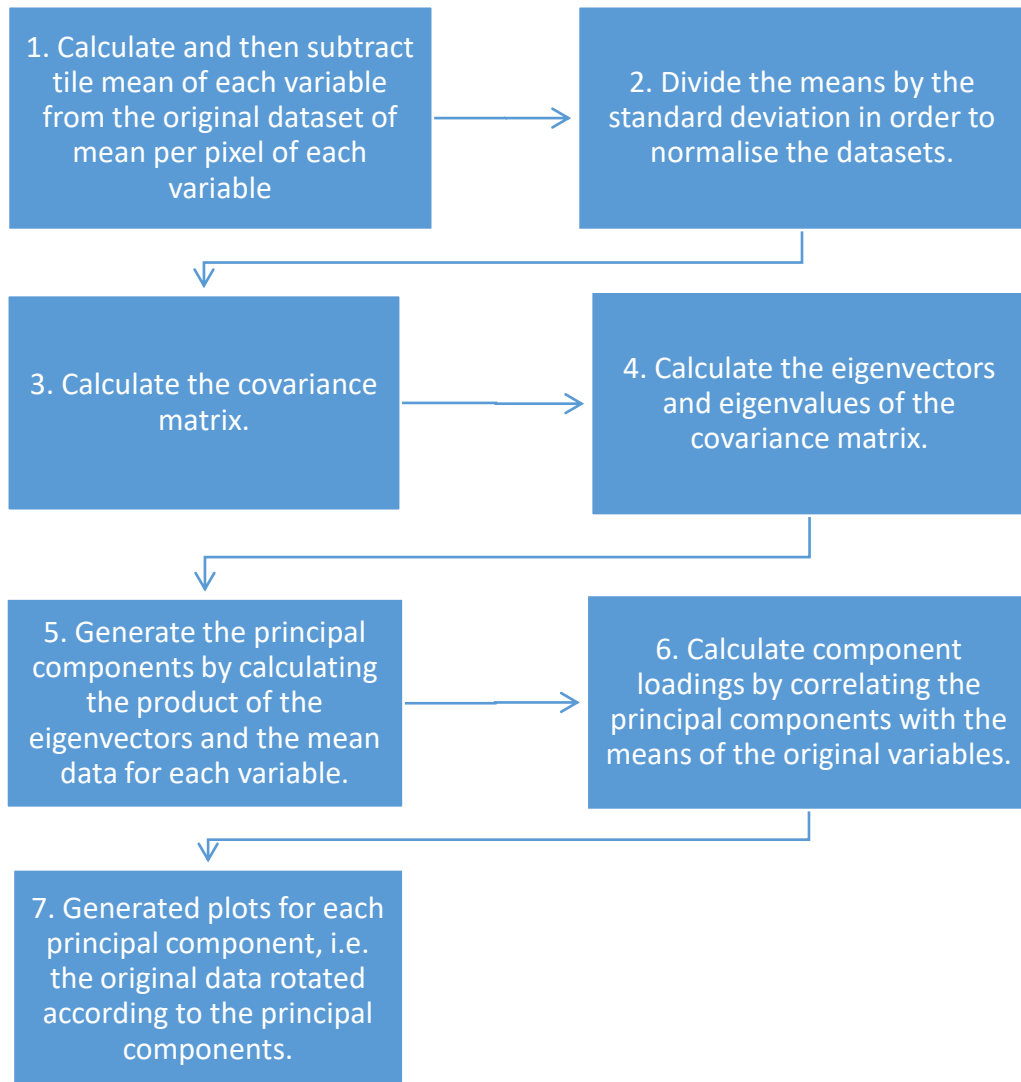 1. Calculate and then subtract
tile mean of each variable
from the original dataset of
mean per pixel of each
variable
2. Divide the means by the
standard deviation in order to
normalise the datasets.
3. Calculate the covariance
matrix.
4. Calculate the eigenvectors
and eigenvalues of the
covariance matrix.
5. Generate the principal
components by calculating
the product of the
eigenvectors and the mean
data for each variable.
6. Calculate component
loadings by correlating the
principal components with the
means of the original variables.
7. Generated plots for each
principal component, i.e.
the original data rotated
according to the principal
components.